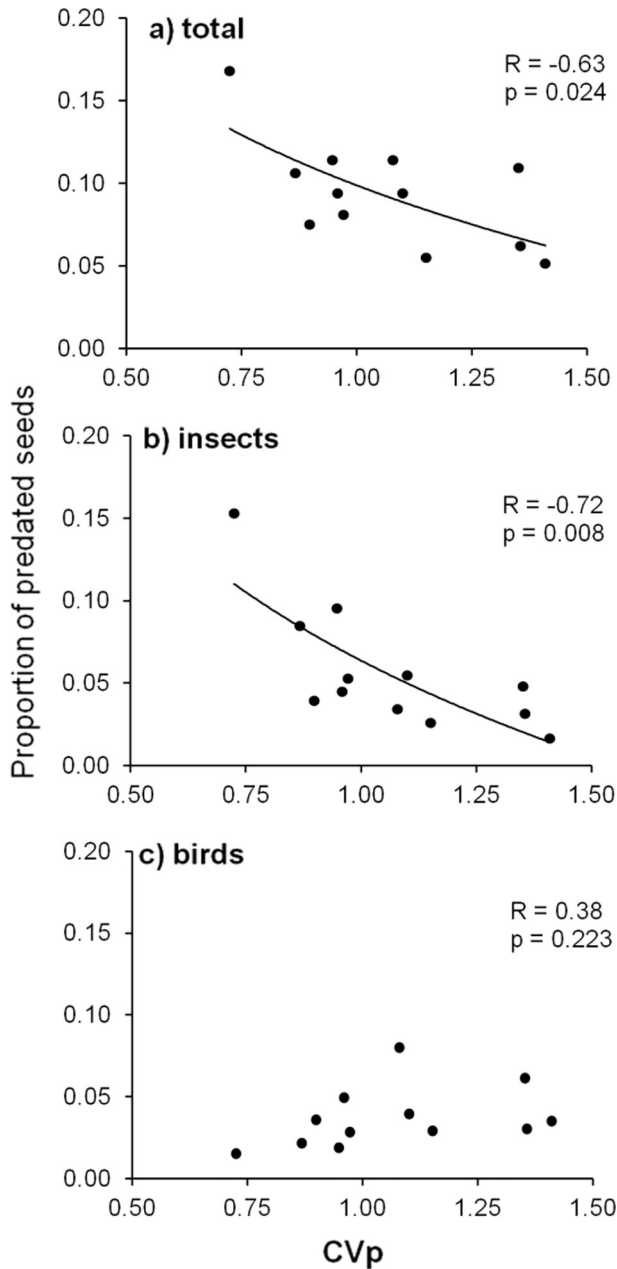 a) total
R = -0.63
p = 0.024
0.20
0.15
0.10
0.05
0.00
0.50 0.75 1.00 1.25 1.50
b) insects
R = -0.72
p = 0.008
0.20
0.15
0.10
0.05
0.00
0.50 0.75 1.00 1.25 1.50
c) birds
R = 0.38
p = 0.223
0.20
0.15
0.10
0.05
0.00
0.50 0.75 1.00 1.25 1.50
Proportion of predated seeds
CVp